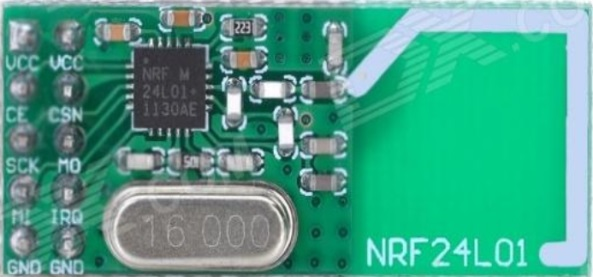 223
VCC VCC
NRF M
24L01+
1130AE
CE CSN
SCK MO
MI IRQ
16 000
GND GND
NRF24L01